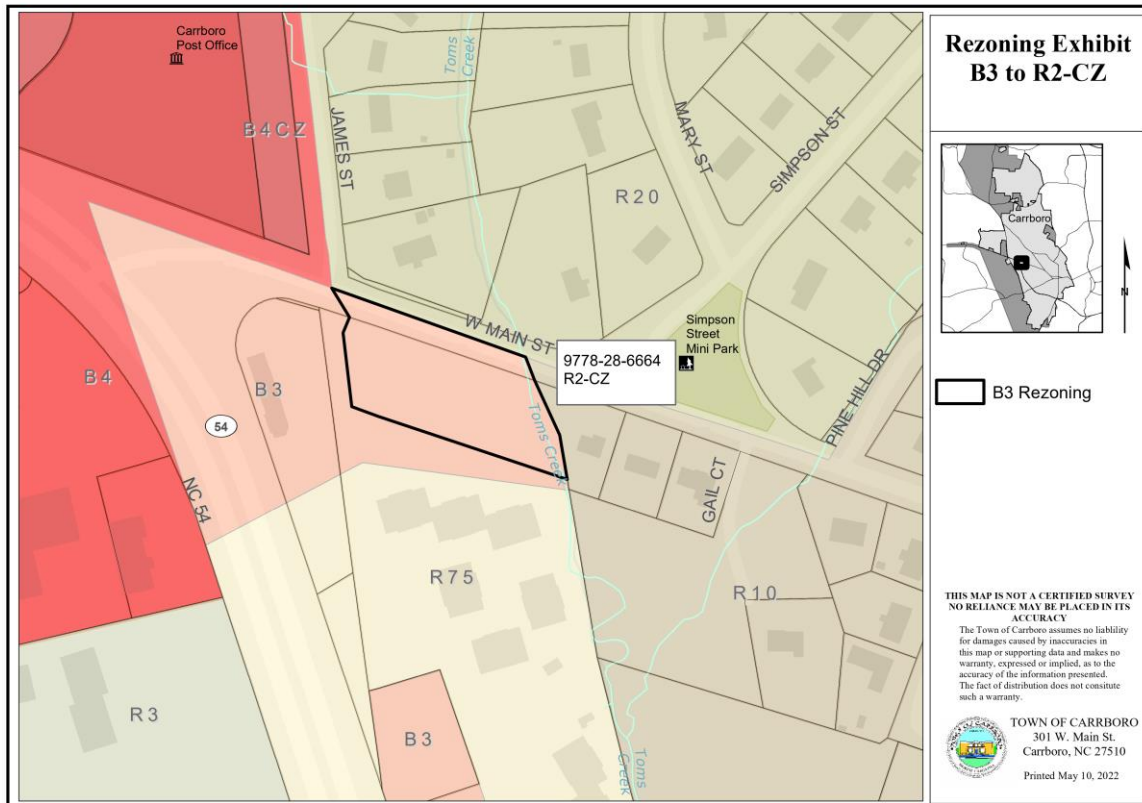 Carrboro
Post Office
B4CZ
JAMES ST
Toms
Creek
MARY ST
SIMPSON ST
R20
W MAIN ST
Simpson
Street
Mini Park
9778-28-6664
R2-CZ
PINE HILL DR
B4
B3
54
NC 54
Toms Creek
GAIL CT
R75
R10
R3
B3
Toms
Creek
Rezoning Exhibit
B3 to R2-CZ
Carrboro
N
B3 Rezoning
THIS MAP IS NOT A CERTIFIED SURVEY
NO RELIANCE MAY BE PLACED IN ITS
ACCURACY
The Town of Carrboro assumes no liability
for damages caused by inaccuracies in
this map or supporting data and makes no
warranty, expressed or implied, as to the
accuracy of the information presented.
The fact of distribution does not consitute
such a warranty.
TOWN OF CARRBORO
301 W. Main St.
Carrboro, NC 27510
Printed May 10, 2022